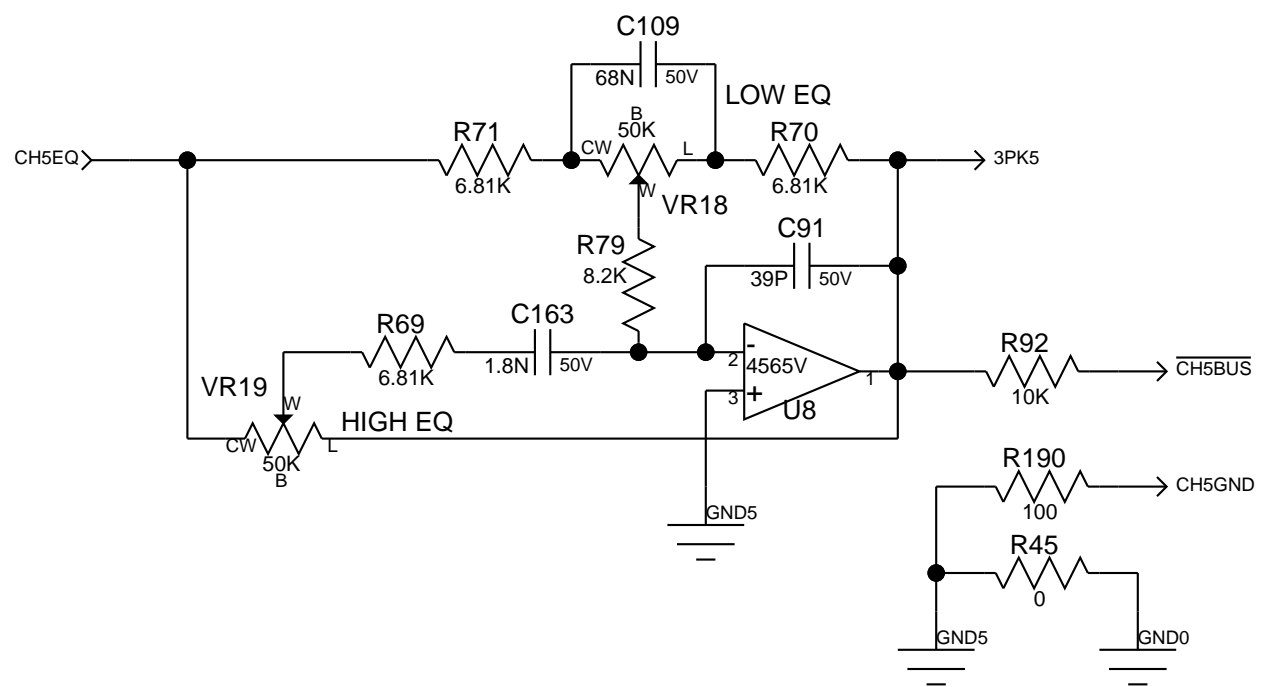 C109
68N 50V
LOW EQ
B
50K
R71
CW
L
R70
CH5EQ
3PK5
6.81K
W
6.81K
VR18
R79
C91
8.2K
39P 50V
C163
R69
1.8N 50V
6.81K
2
-
4565V
1
3
+
U8
R92
CH5BUS
10K
VR19
W
HIGH EQ
CW
L
50K
B
R190
CH5GND
100
GND5
R45
0
GND5
GND0